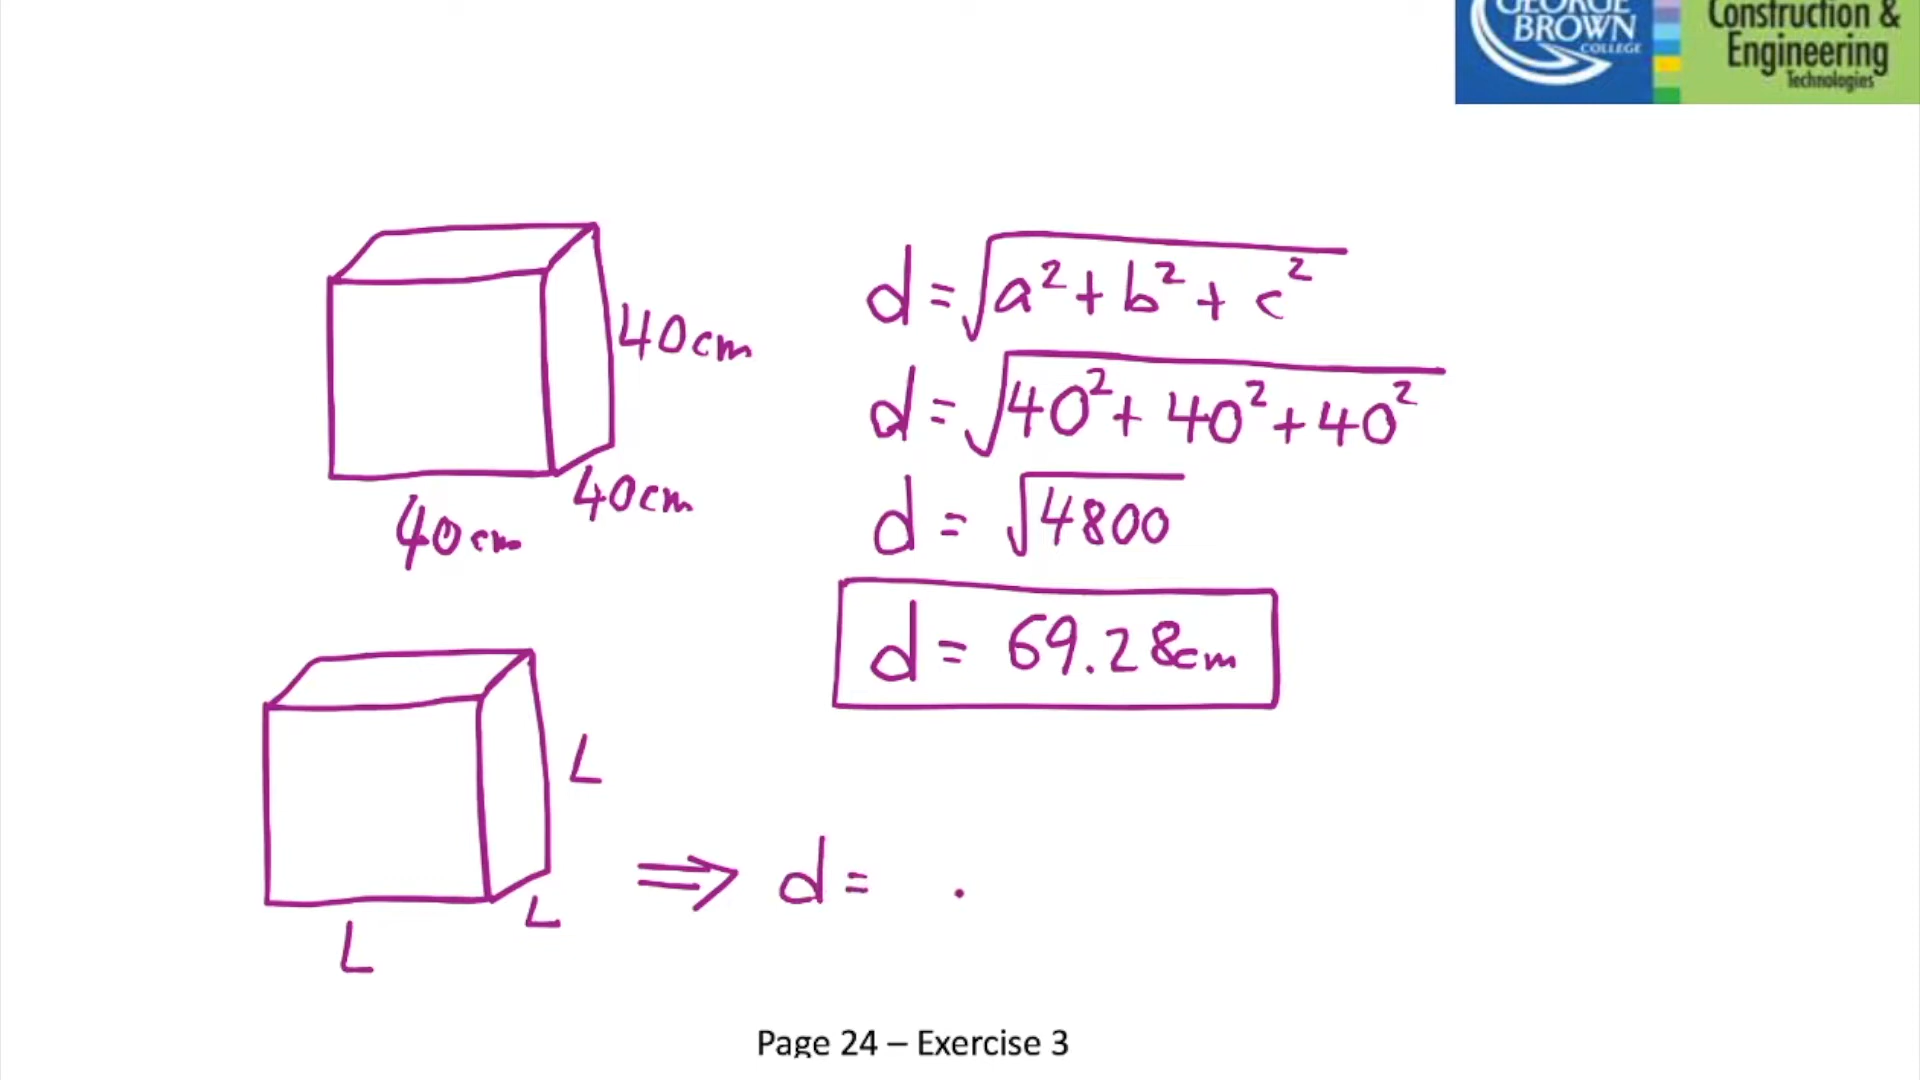 GEORGE
BROWN
COLLEGE
Construction &
Engineering
Technologies
40cm
40cm
40cm
d = √a² + b² + c²
d = √40² + 40² + 40²
d = √4800
d = 69.28cm
L
L
L
⇒ d = .
Page 24 – Exercise 3